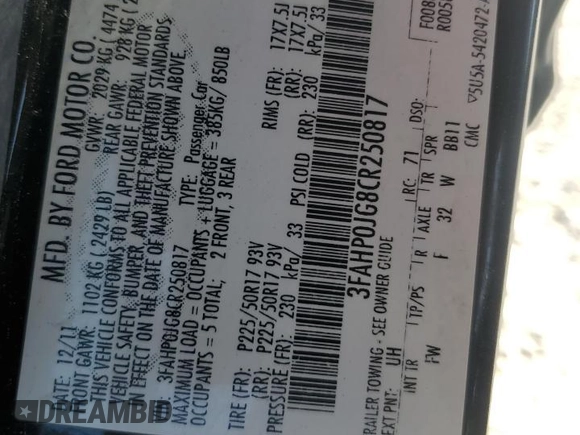 MFD. BY FORD MOTOR CO.
DATE: 12/11 GVWR: 2029 KG ( 4474
FRONT GAWR: 1102 KG ( 2429 LB) REAR GAWR: 928 KG
THIS VEHICLE CONFORMS TO ALL APPLICABLE FEDERAL MOTOR
VEHICLE SAFETY, BUMPER, AND THEFT PREVENTION STANDARDS
IN EFFECT ON THE DATE OF MANUFACTURE SHOWN ABOVE.
3FAHP0JG8CR250817 TYPE: Passenger Car
MAXIMUM LOAD = OCCUPANTS + LUGGAGE = 385KG/ 850LB
OCCUPANTS = 5 TOTAL; 2 FRONT, 3 REAR
TIRE (FR): P225/50R17 93V RIMS (FR): 17X7.5J
(RR): P225/50R17 93V (RR): 17X7.5J
PRESSURE (FR): 230 kPa/ 33 PSI COLD (RR): 230 kPa/ 33
3FAHP0JG8CR250817
TRAILER TOWING - SEE OWNER GUIDE
EXT PNT: UH RC: 71 DSO:
INT TR TP/PS R AXLE TR SPR
FW F 32 W BB11
CMC ▽5U5A-5420472-
DREAMBID